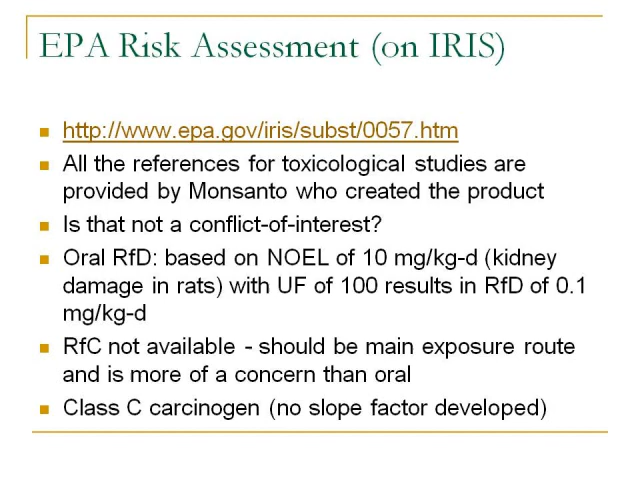 EPA Risk Assessment (on IRIS)
http://www.epa.gov/iris/subst/0057.htm
All the references for toxicological studies are
provided by Monsanto who created the product
Is that not a conflict-of-interest?
Oral RfD: based on NOEL of 10 mg/kg-d (kidney
damage in rats) with UF of 100 results in RfD of 0.1
mg/kg-d
RfC not available - should be main exposure route
and is more of a concern than oral
Class C carcinogen (no slope factor developed)